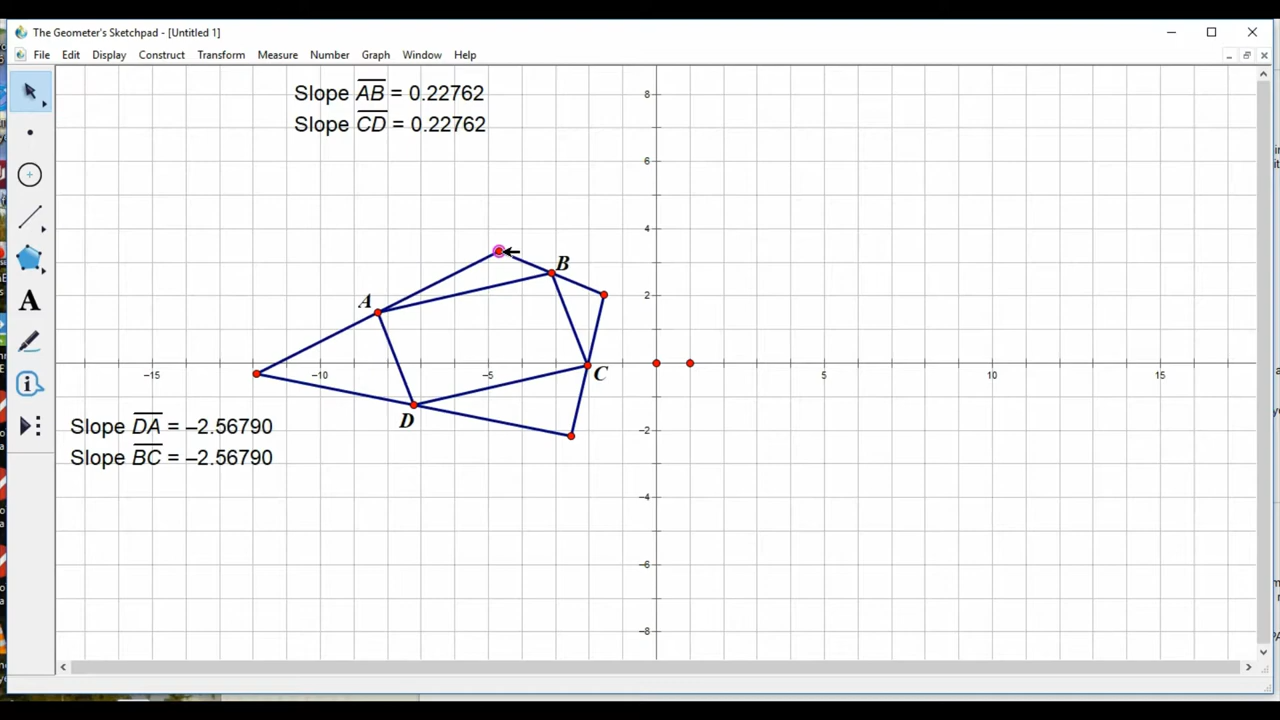 The Geometer's Sketchpad - [Untitled 1]
File Edit Display Construct Transform Measure Number Graph Window Help
Slope AB = 0.22762
Slope CD = 0.22762
8
6
4
B
2
A
−15 −10 −5 5 10 15
C
D
Slope DA = –2.56790
Slope BC = –2.56790
−2
−4
−6
−8
A